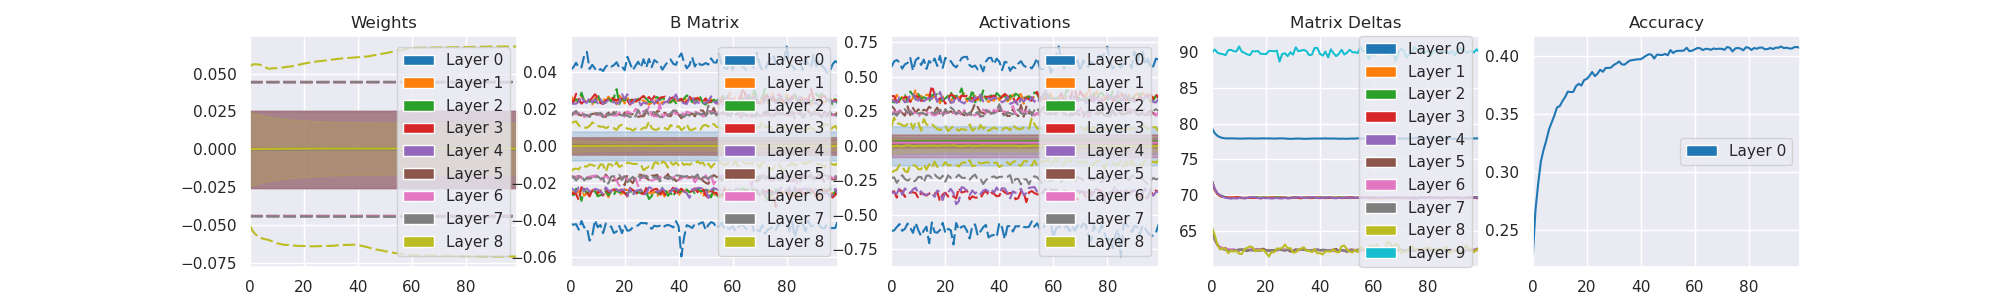 Weights
0.050
0.025
0.000
−0.025
−0.050
−0.075
0 20 40 60 80
Layer 0
Layer 1
Layer 2
Layer 3
Layer 4
Layer 5
Layer 6
Layer 7
Layer 8
B Matrix
0.04
0.02
0.00
−0.02
−0.04
−0.06
0 20 40 60 80
Layer 0
Layer 1
Layer 2
Layer 3
Layer 4
Layer 5
Layer 6
Layer 7
Layer 8
Activations
0.75
0.50
0.25
0.00
−0.25
−0.50
−0.75
0 20 40 60 80
Layer 0
Layer 1
Layer 2
Layer 3
Layer 4
Layer 5
Layer 6
Layer 7
Layer 8
Matrix Deltas
90
85
80
75
70
65
0 20 40 60 80
Layer 0
Layer 1
Layer 2
Layer 3
Layer 4
Layer 5
Layer 6
Layer 7
Layer 8
Layer 9
Accuracy
0.40
0.35
0.30
0.25
0 20 40 60 80
Layer 0